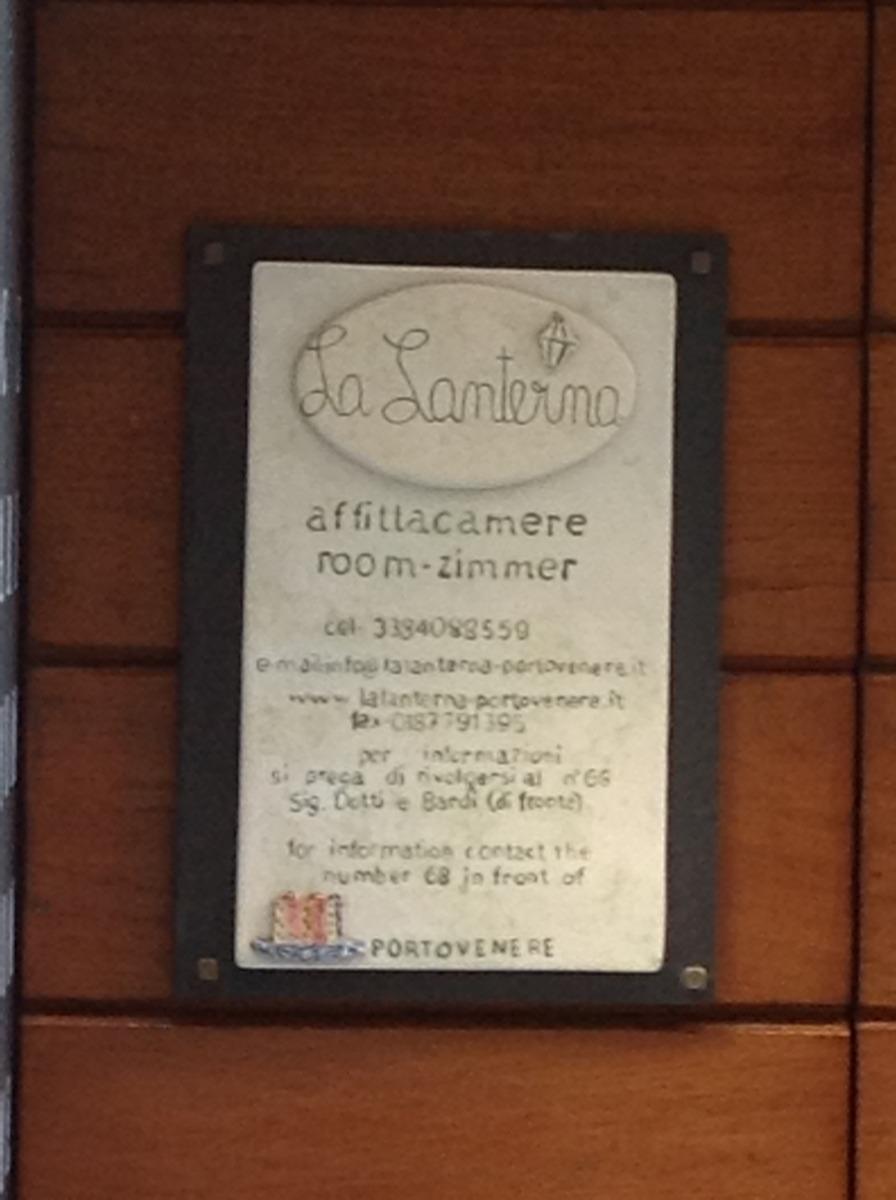 La Lanterna
affittacamere
room-zimmer
cel. 3384088559
e-mail:info@lalanterna-portovenere.it
www. lalanterna-portovenere.it
fax 0187791395
per informazioni
si prega di rivolgersi al n°68
Sig. Dotti e Bardi (di fronte)
for information contact the
number 68 in front of
PORTOVENERE